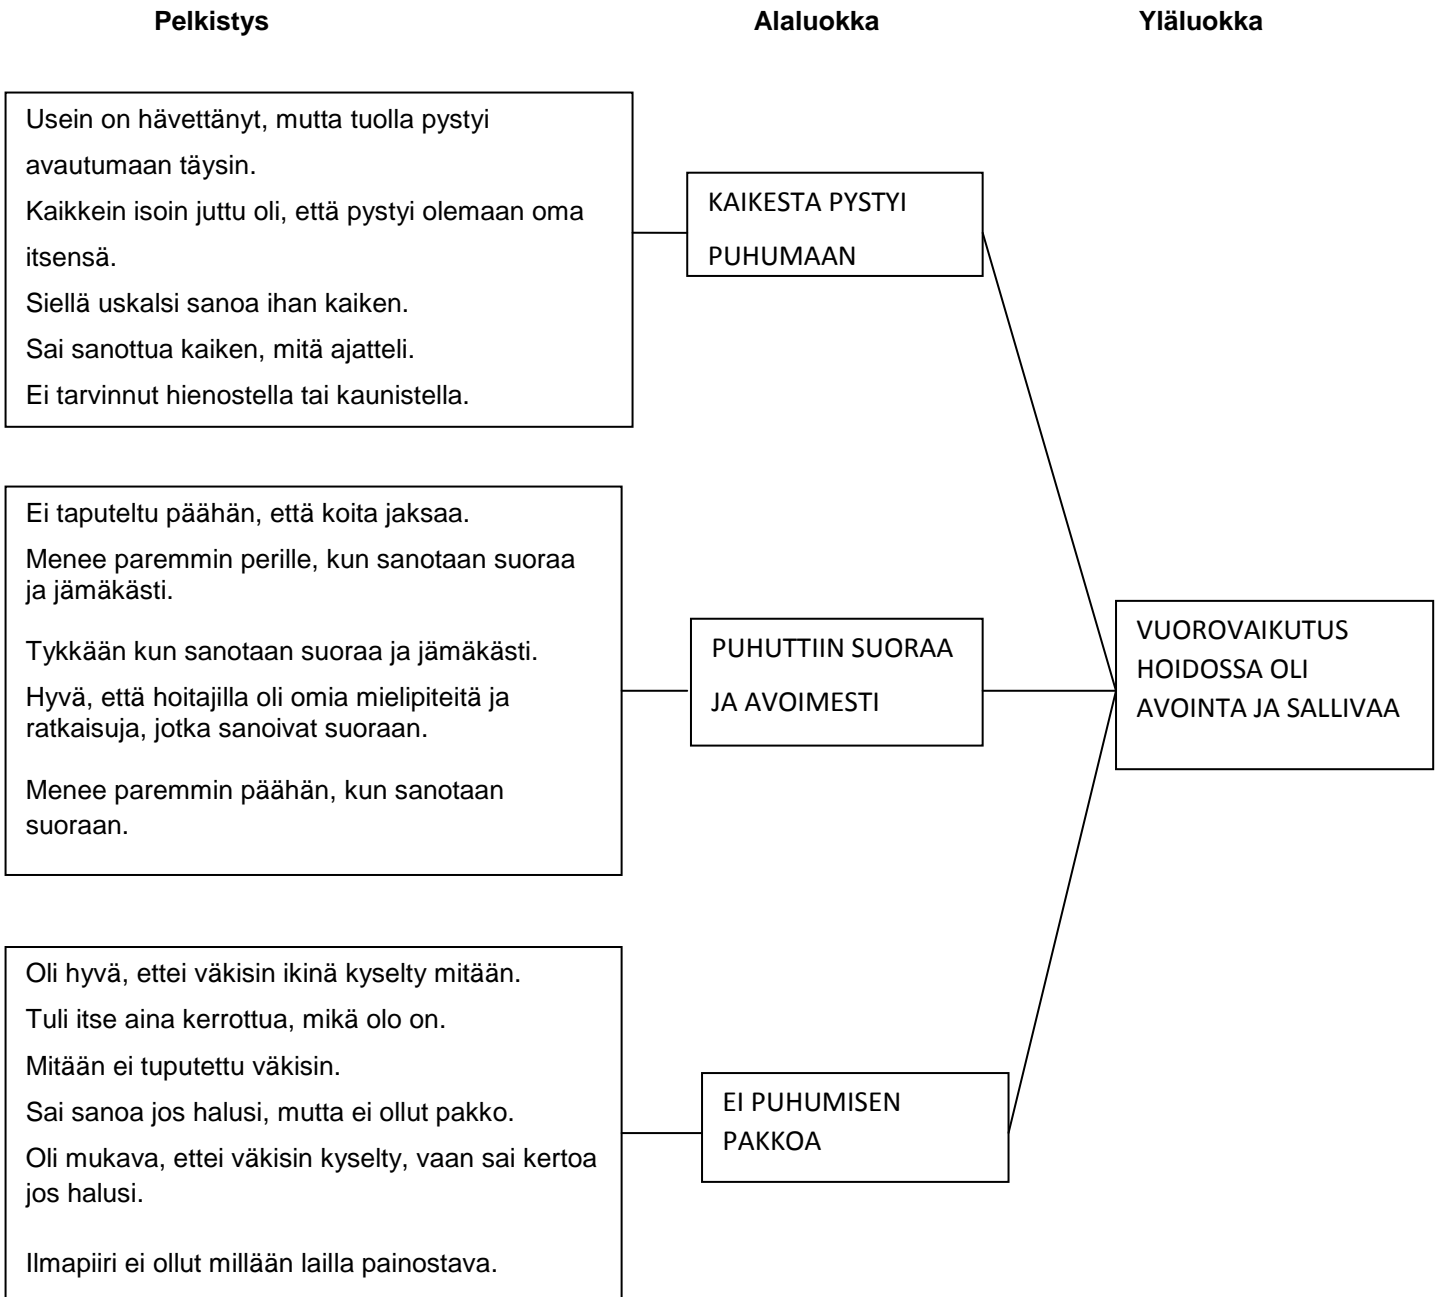 Pelkistys Alaluokka Yläluokka
Usein on hävettänyt, mutta tuolla pystyi
avautumaan täysin.
Kaikkein isoin juttu oli, että pystyi olemaan oma
itsensä.
Siellä uskalsi sanoa ihan kaiken.
Sai sanottua kaiken, mitä ajatteli.
Ei tarvinnut hienostella tai kaunistella.
KAIKESTA PYSTYI
PUHUMAAN
Ei taputeltu päähän, että koita jaksaa.
Menee paremmin perille, kun sanotaan suoraa
ja jämäkästi.
Tykkään kun sanotaan suoraa ja jämäkästi.
Hyvä, että hoitajilla oli omia mielipiteitä ja
ratkaisuja, jotka sanoivat suoraan.
Menee paremmin päähän, kun sanotaan
suoraan.
PUHUTTIIN SUORAA
JA AVOIMESTI
VUOROVAIKUTUS
HOIDOSSA OLI
AVOINTA JA SALLIVAA
Oli hyvä, ettei väkisin ikinä kyselty mitään.
Tuli itse aina kerrottua, mikä olo on.
Mitään ei tuputettu väkisin.
Sai sanoa jos halusi, mutta ei ollut pakko.
Oli mukava, ettei väkisin kyselty, vaan sai kertoa
jos halusi.
Ilmapiiri ei ollut millään lailla painostava.
EI PUHUMISEN
PAKKOA